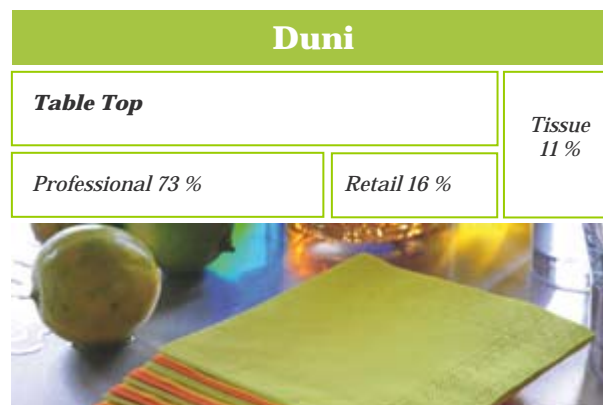 Duni
Table Top
Tissue
11 %
Professional 73 %
Retail 16 %